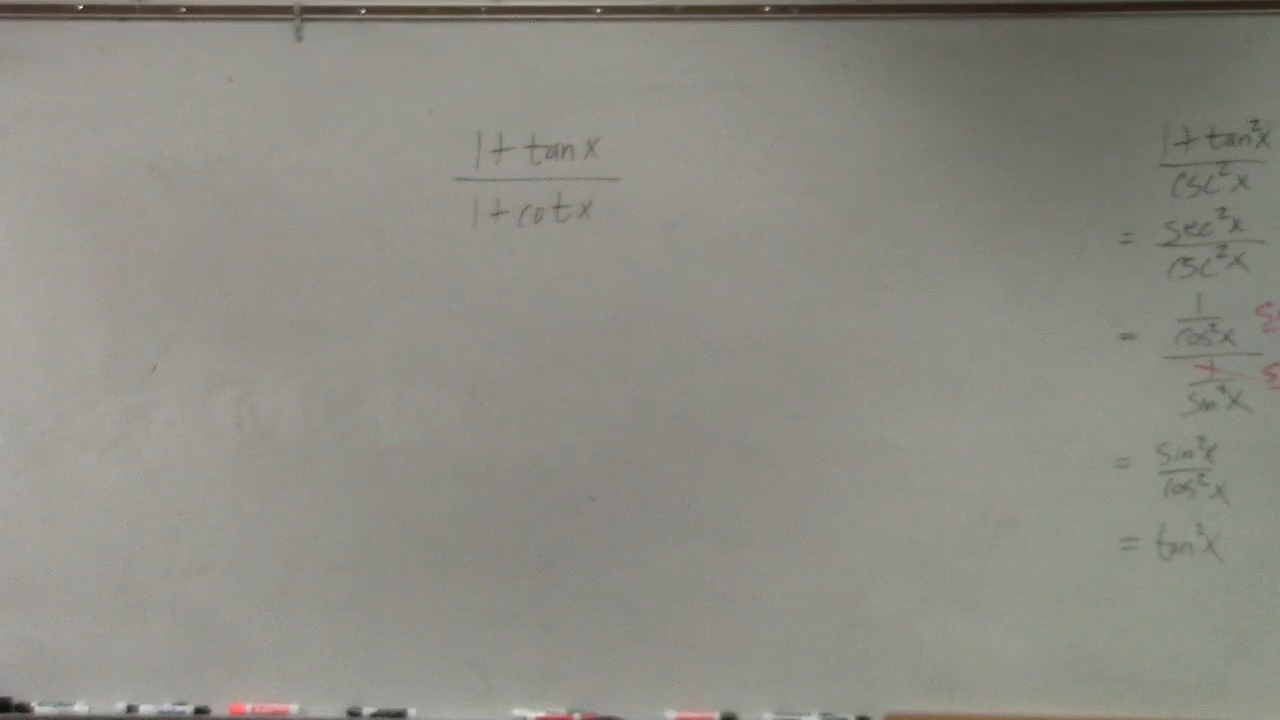 1 + tan x
1 + cot x
1 + tan²x
csc²x
= sec²x
csc²x
= 1
cos²x
1
sin²x
= sin²x
cos²x
= tan²x